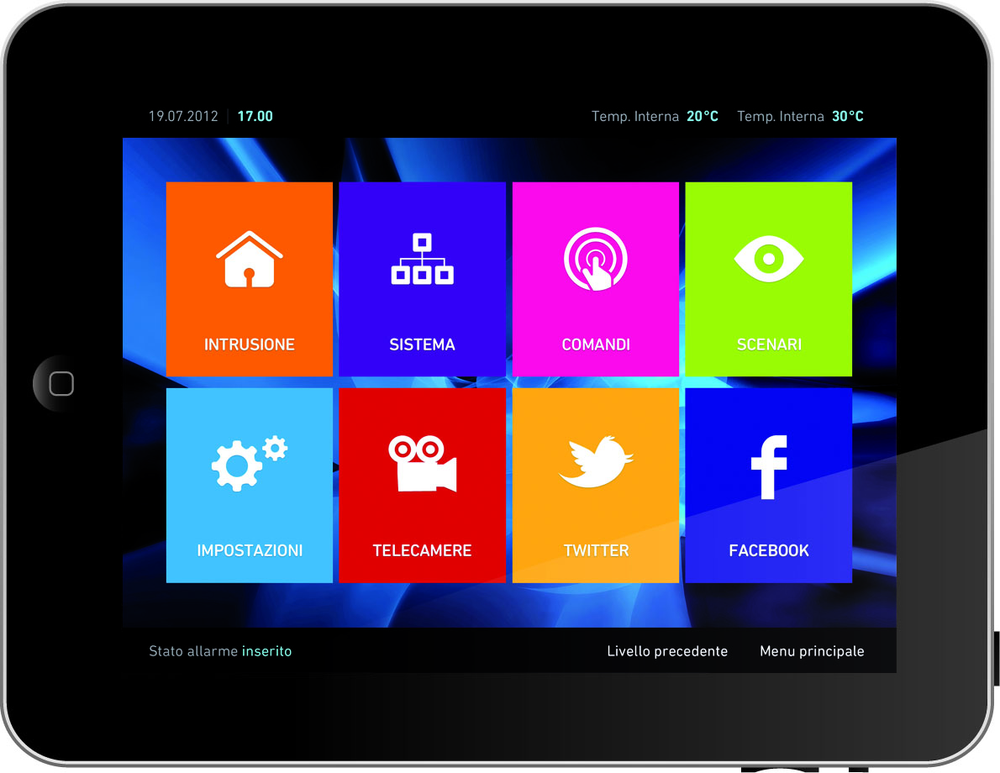 19.07.2012 | 17.00 Temp. Interna 20°C Temp. Interna 30°C
INTRUSIONE SISTEMA COMANDI SCENARI
IMPOSTAZIONI TELECAMERE TWITTER FACEBOOK
Stato allarme inserito Livello precedente Menu principale